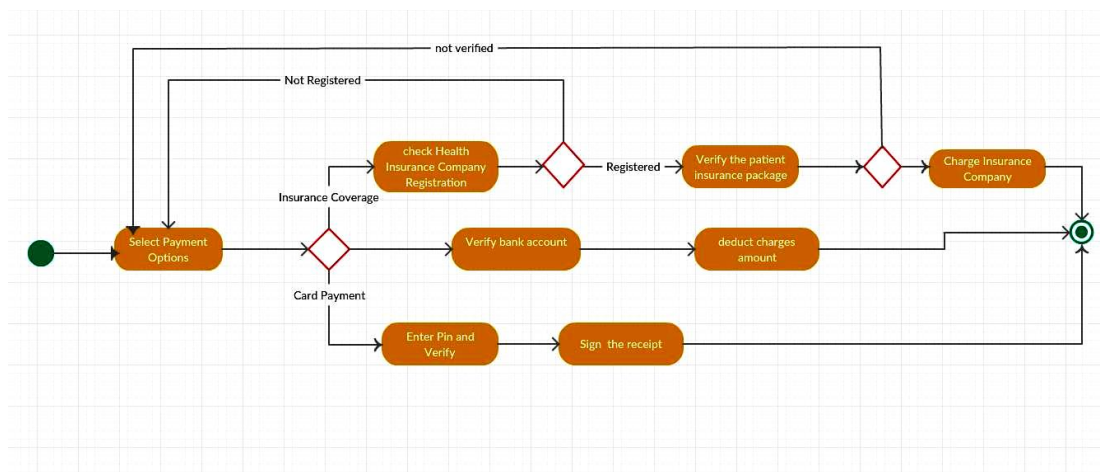 not verified
Not Registered
check Health
Insurance Company
Registration
Registered
Verify the patient
insurance package
Charge Insurance
Company
Insurance Coverage
Select Payment
Options
Verify bank account
deduct charges
amount
Card Payment
Enter Pin and
Verify
Sign the receipt